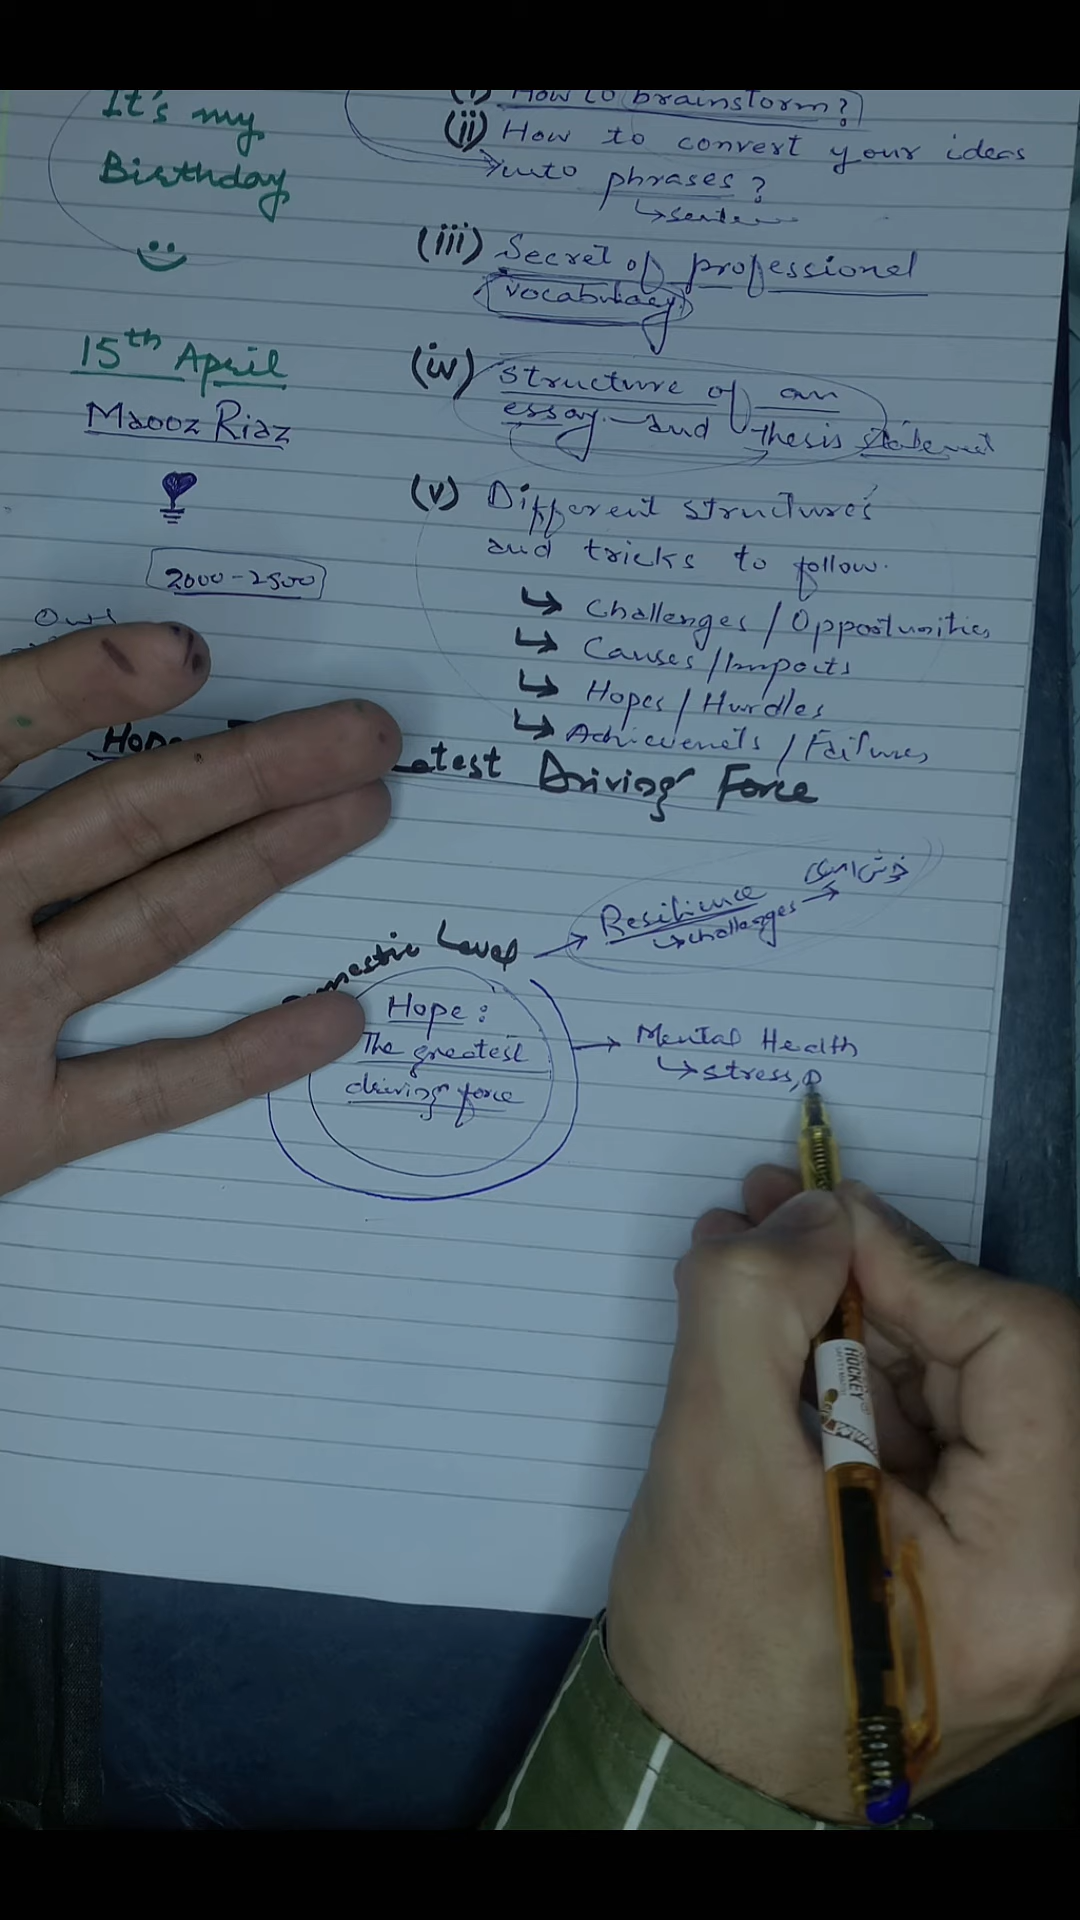 It's my
Birthday
15th April
Maooz Riaz
2000-2500
(i) How to brainstorm?
(ii) How to convert your ideas
into phrases?
(iii) Secret of professional
vocabulary
(iv) Structure of an
essay and thesis statement
(v) Different structures
and tricks to follow.
Challenges / Opportunities
Causes / Impacts
Hopes / Hurdles
Achievements / Failures
Driving Force
Level
Resilience
challenges
Hope:
The greatest
driving force
Mental Health
stress,
HOCKEY